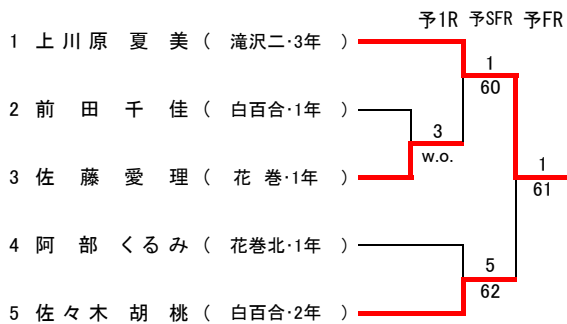 予1R 予SFR 予FR
1 上川原 夏美 ( 滝沢二・3年 )
1
60
2 前田千佳 ( 白百合・1年 )
3
w.o.
3 佐藤愛理 ( 花巻・1年 )
1
61
4 阿部くるみ ( 花巻北・1年 )
5
62
5 佐々木胡桃 ( 白百合・2年 )